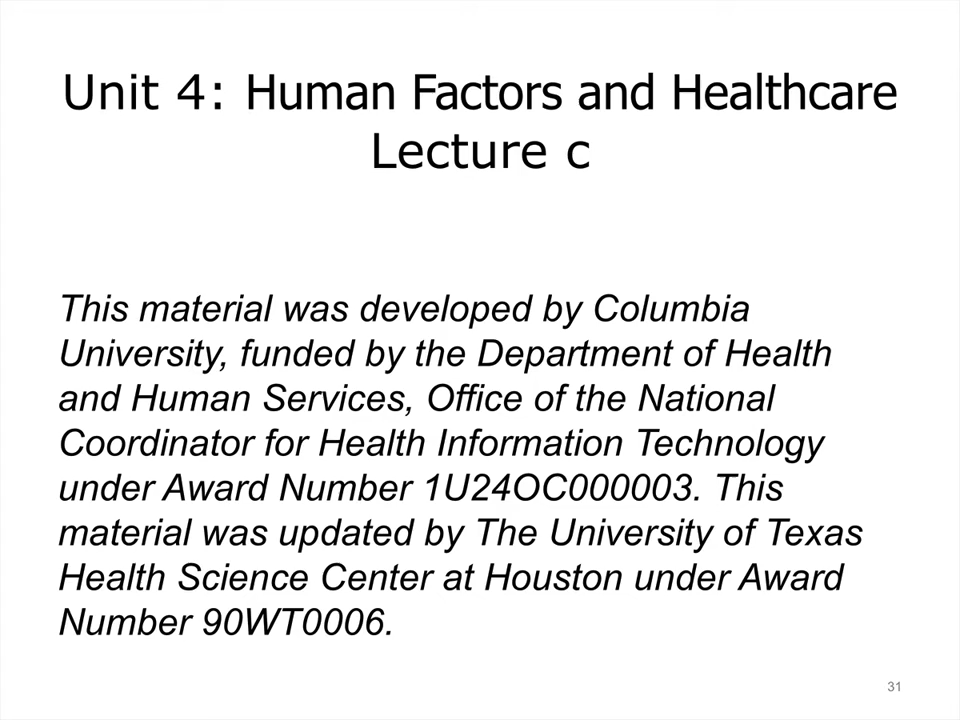 Unit 4: Human Factors and Healthcare
Lecture c
This material was developed by Columbia
University, funded by the Department of Health
and Human Services, Office of the National
Coordinator for Health Information Technology
under Award Number 1U24OC000003. This
material was updated by The University of Texas
Health Science Center at Houston under Award
Number 90WT0006.
31